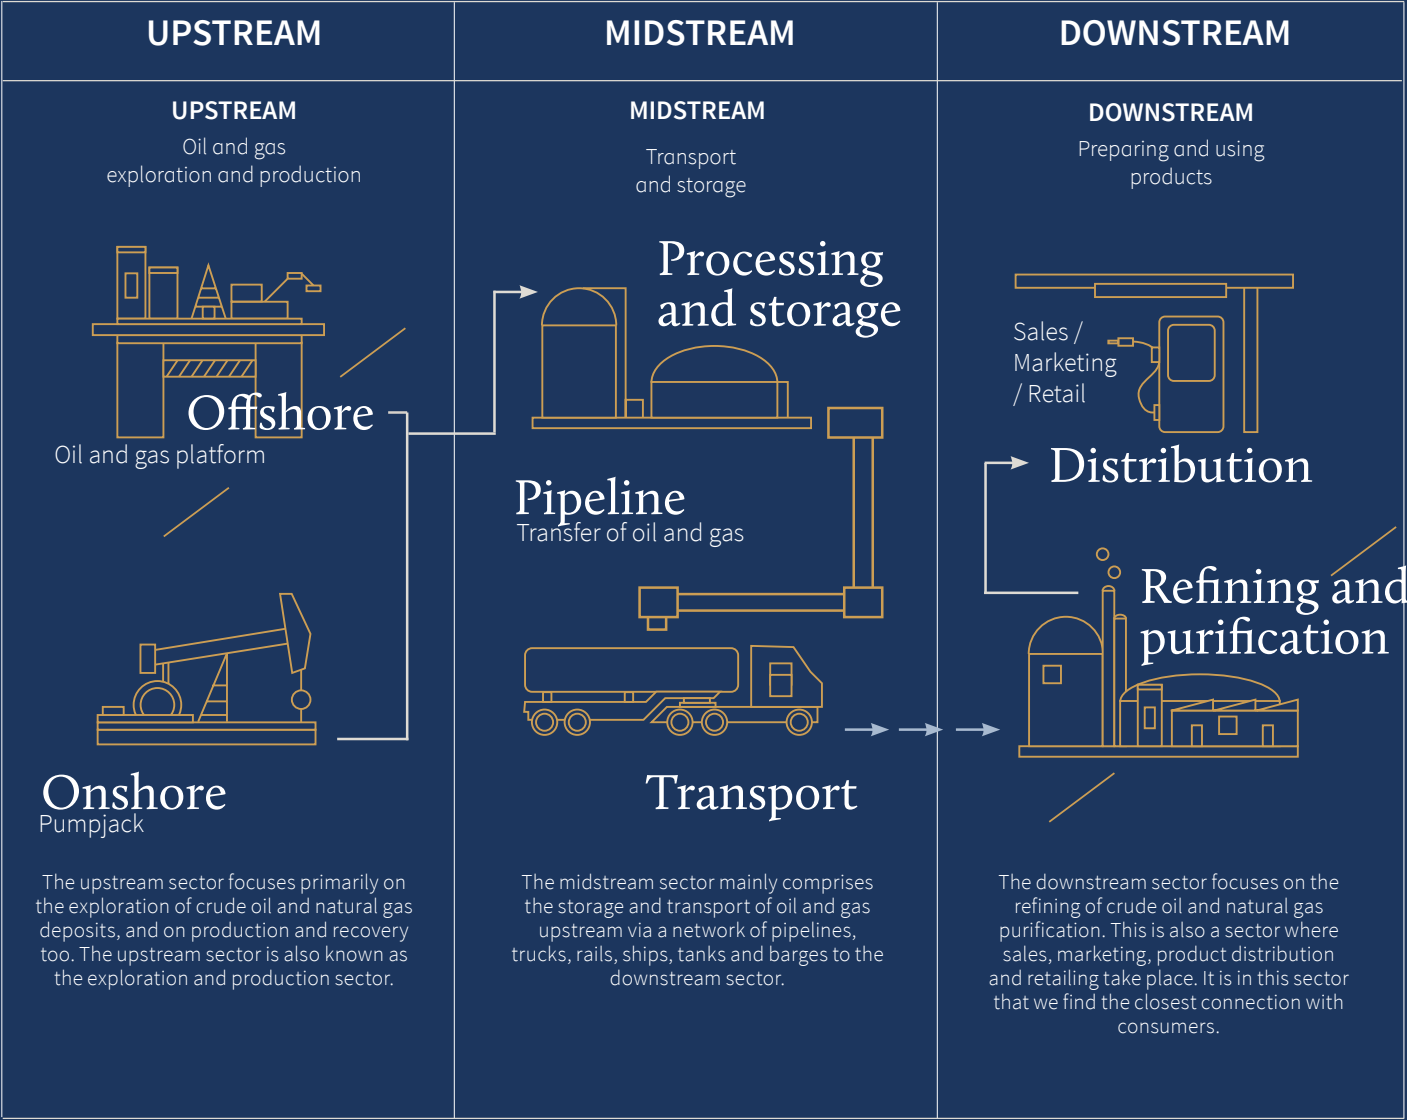 UPSTREAM
MIDSTREAM
DOWNSTREAM
UPSTREAM
Oil and gas
exploration and production
Offshore
Oil and gas platform
Onshore
Pumpjack
The upstream sector focuses primarily on
the exploration of crude oil and natural gas
deposits, and on production and recovery
too. The upstream sector is also known as
the exploration and production sector.
MIDSTREAM
Transport
and storage
Processing
and storage
Pipeline
Transfer of oil and gas
Transport
The midstream sector mainly comprises
the storage and transport of oil and gas
upstream via a network of pipelines,
trucks, rails, ships, tanks and barges to the
downstream sector.
DOWNSTREAM
Preparing and using
products
Sales /
Marketing
/ Retail
Distribution
Refining and
purification
The downstream sector focuses on the
refining of crude oil and natural gas
purification. This is also a sector where
sales, marketing, product distribution
and retailing take place. It is in this sector
that we find the closest connection with
consumers.